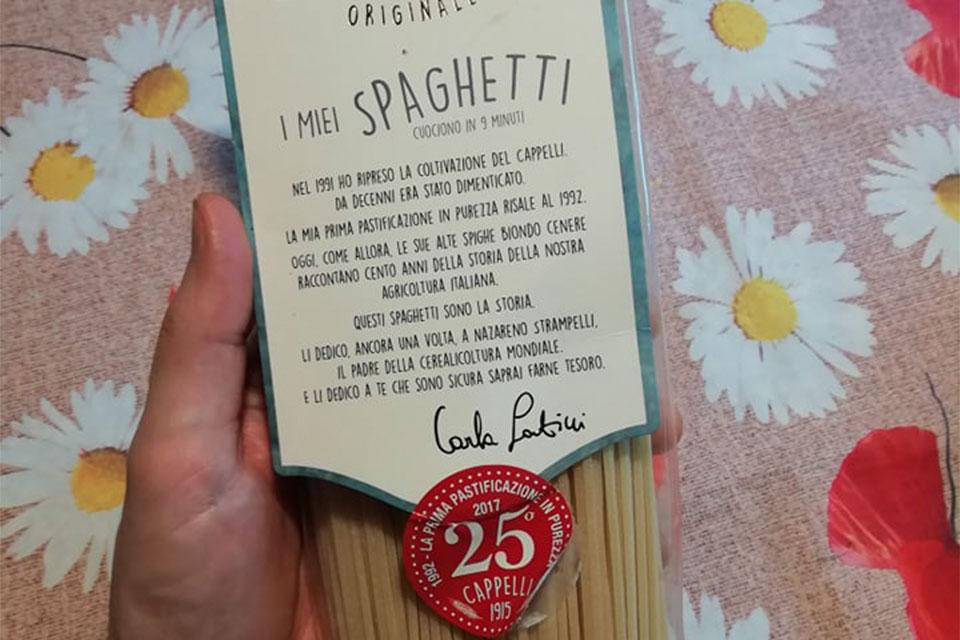 ORIGINALE
I MIEI SPAGHETTI
CUOCIONO IN 9 MINUTI
NEL 1991 HO RIPRESO LA COLTIVAZIONE DEL CAPPELLI.
DA DECENNI ERA STATO DIMENTICATO.
LA MIA PRIMA PASTIFICAZIONE IN PUREZZA RISALE AL 1992.
OGGI, COME ALLORA, LE SUE ALTE SPIGHE BIONDO CENERE
RACCONTANO CENTO ANNI DELLA STORIA DELLA NOSTRA
AGRICOLTURA ITALIANA.
QUESTI SPAGHETTI SONO LA STORIA.
LI DEDICO, ANCORA UNA VOLTA, A NAZARENO STRAMPELLI,
IL PADRE DELLA CEREALICOLTURA MONDIALE.
E LI DEDICO A TE CHE SONO SICURA SAPRAI FARNE TESORO.
Carla Latini
1992 - LA PRIMA PASTIFICAZIONE IN PUREZZA
2017
25°
CAPPELLI
1915